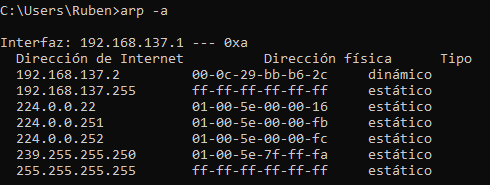 C:\Users\Ruben>arp -a
Interfaz: 192.168.137.1 --- 0xa
Dirección de Internet Dirección física Tipo
192.168.137.2 00-0c-29-bb-b6-2c dinámico
192.168.137.255 ff-ff-ff-ff-ff-ff estático
224.0.0.22 01-00-5e-00-00-16 estático
224.0.0.251 01-00-5e-00-00-fb estático
224.0.0.252 01-00-5e-00-00-fc estático
239.255.255.250 01-00-5e-7f-ff-fa estático
255.255.255.255 ff-ff-ff-ff-ff-ff estático